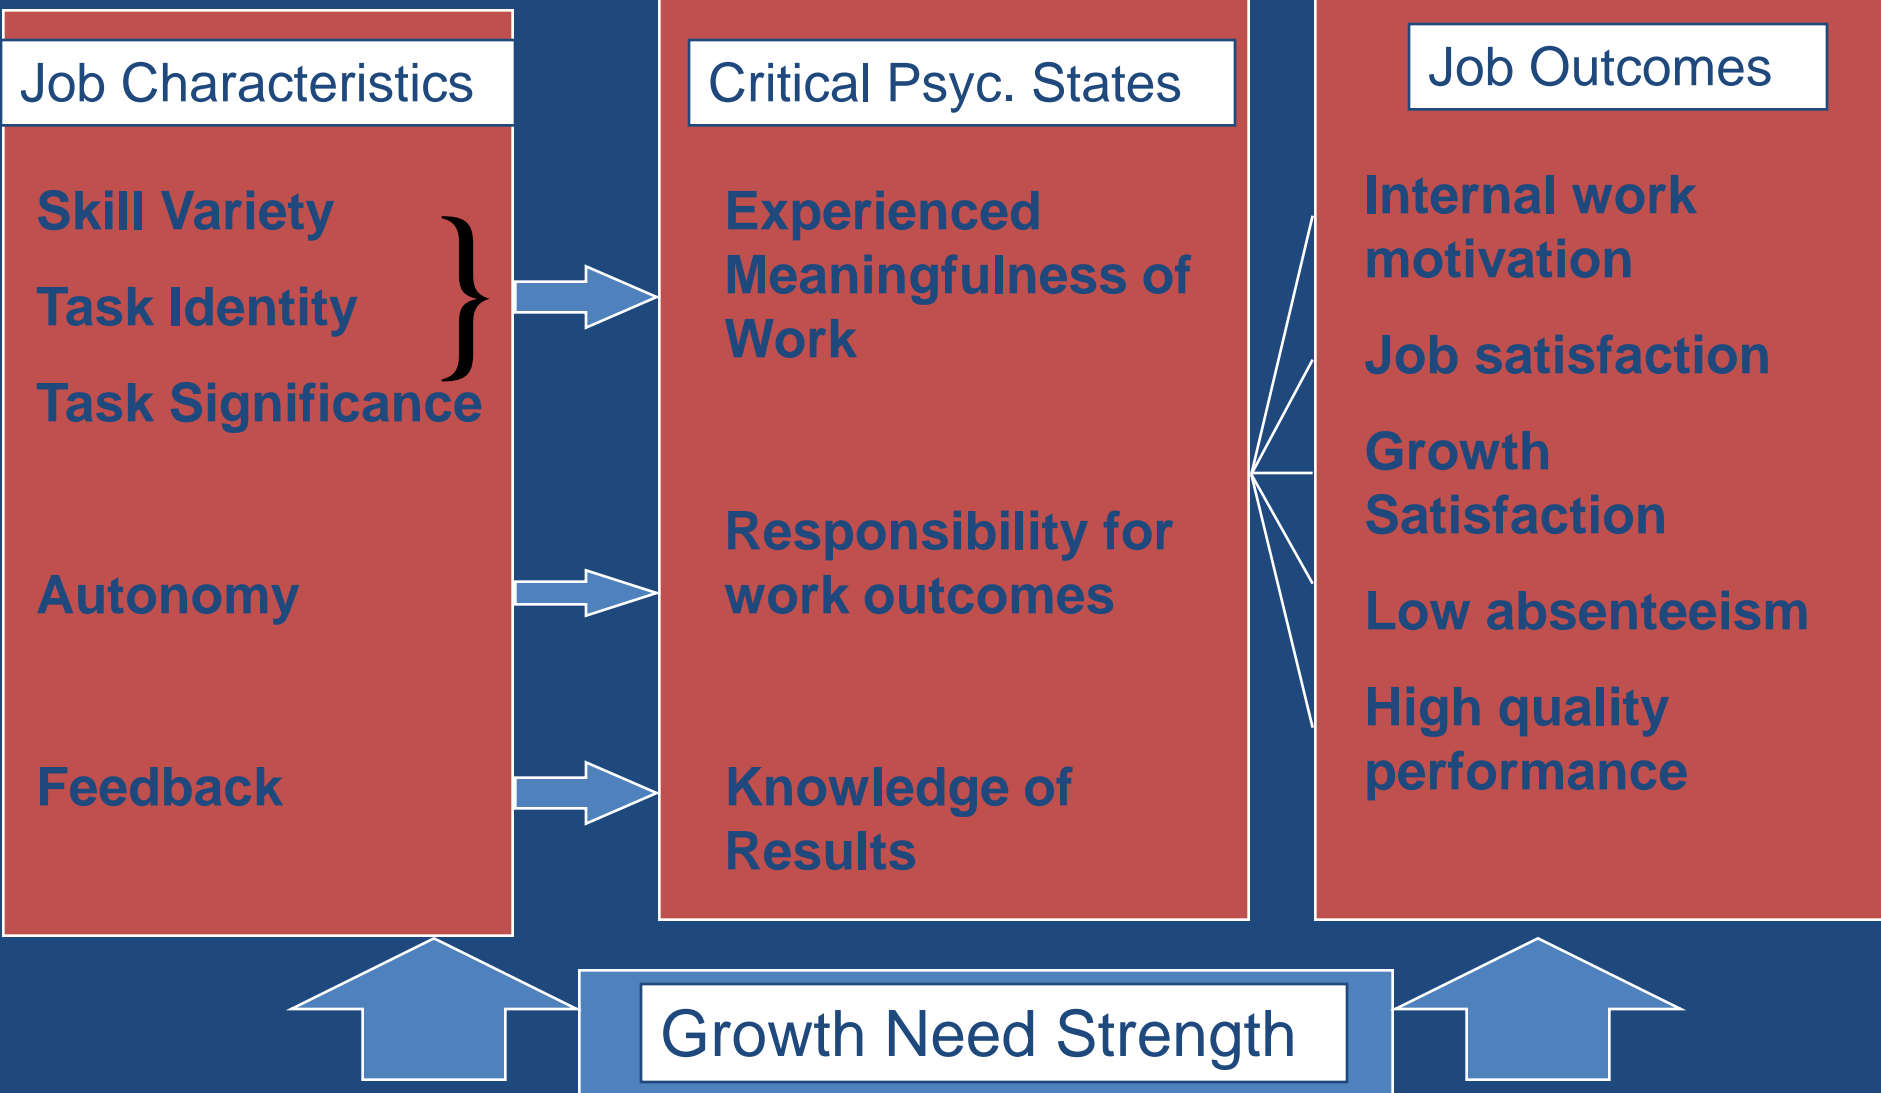 Job Characteristics
Skill Variety
Task Identity
Task Significance
Autonomy
Feedback
Critical Psyc. States
Experienced
Meaningfulness of
Work
Responsibility for
work outcomes
Knowledge of
Results
Job Outcomes
Internal work
motivation
Job satisfaction
Growth
Satisfaction
Low absenteeism
High quality
performance
Growth Need Strength